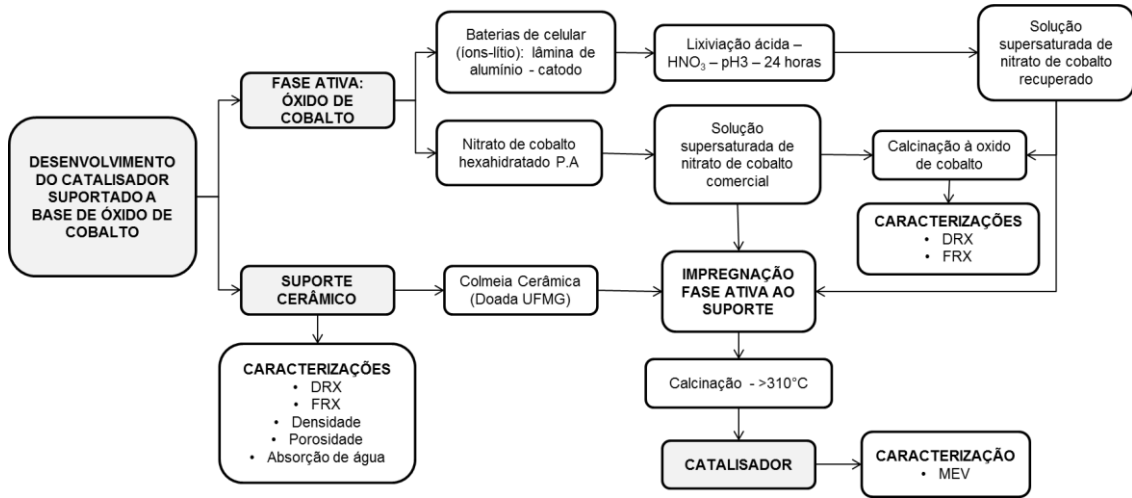 DESENVOLVIMENTO
DO CATALISADOR
SUPORTADO A
BASE DE ÓXIDO DE
COBALTO
FASE ATIVA:
ÓXIDO DE
COBALTO
Baterias de celular
(íons-lítio): lâmina de
alumínio - catodo
Lixiviação ácida –
HNO₃ – pH3 – 24 horas
Solução
supersaturada de
nitrato de cobalto
recuperado
Nitrato de cobalto
hexahidratado P.A
Solução
supersaturada de
nitrato de cobalto
comercial
Calcinação à oxido
de cobalto
CARACTERIZAÇÕES
• DRX
• FRX
SUPORTE
CERÂMICO
Colmeia Cerâmica
(Doada UFMG)
IMPREGNAÇÃO
FASE ATIVA AO
SUPORTE
CARACTERIZAÇÕES
• DRX
• FRX
• Densidade
• Porosidade
• Absorção de água
Calcinação - >310°C
CATALISADOR
CARACTERIZAÇÃO
• MEV